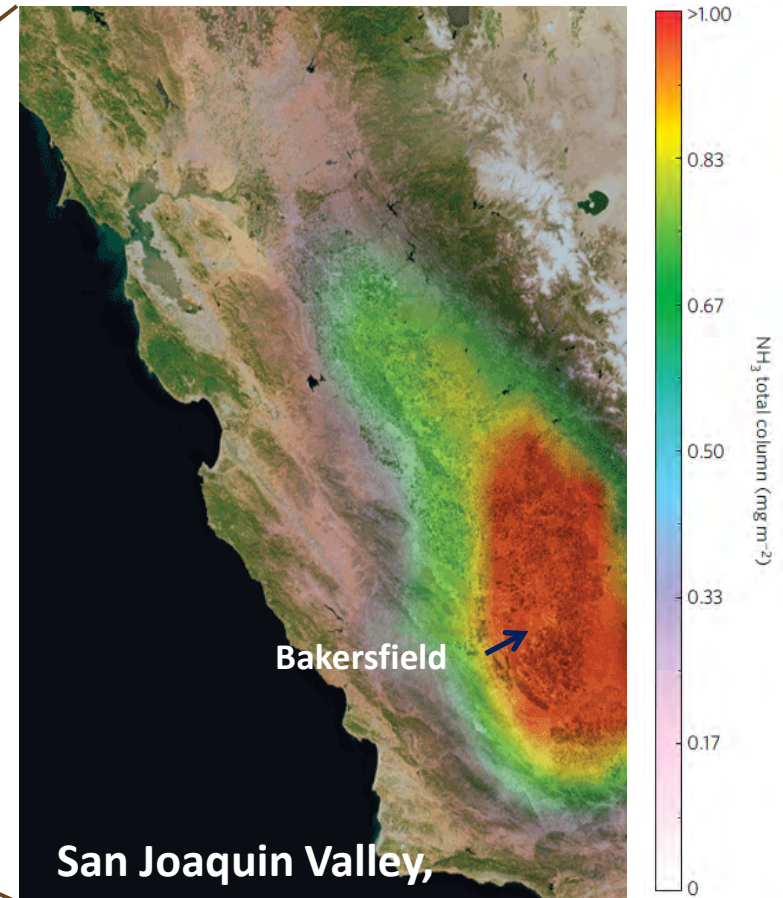 >1.00
0.83
0.67
0.50
0.33
0.17
0
NH₃ total column (mg m⁻²)
Bakersfield
San Joaquin Valley,